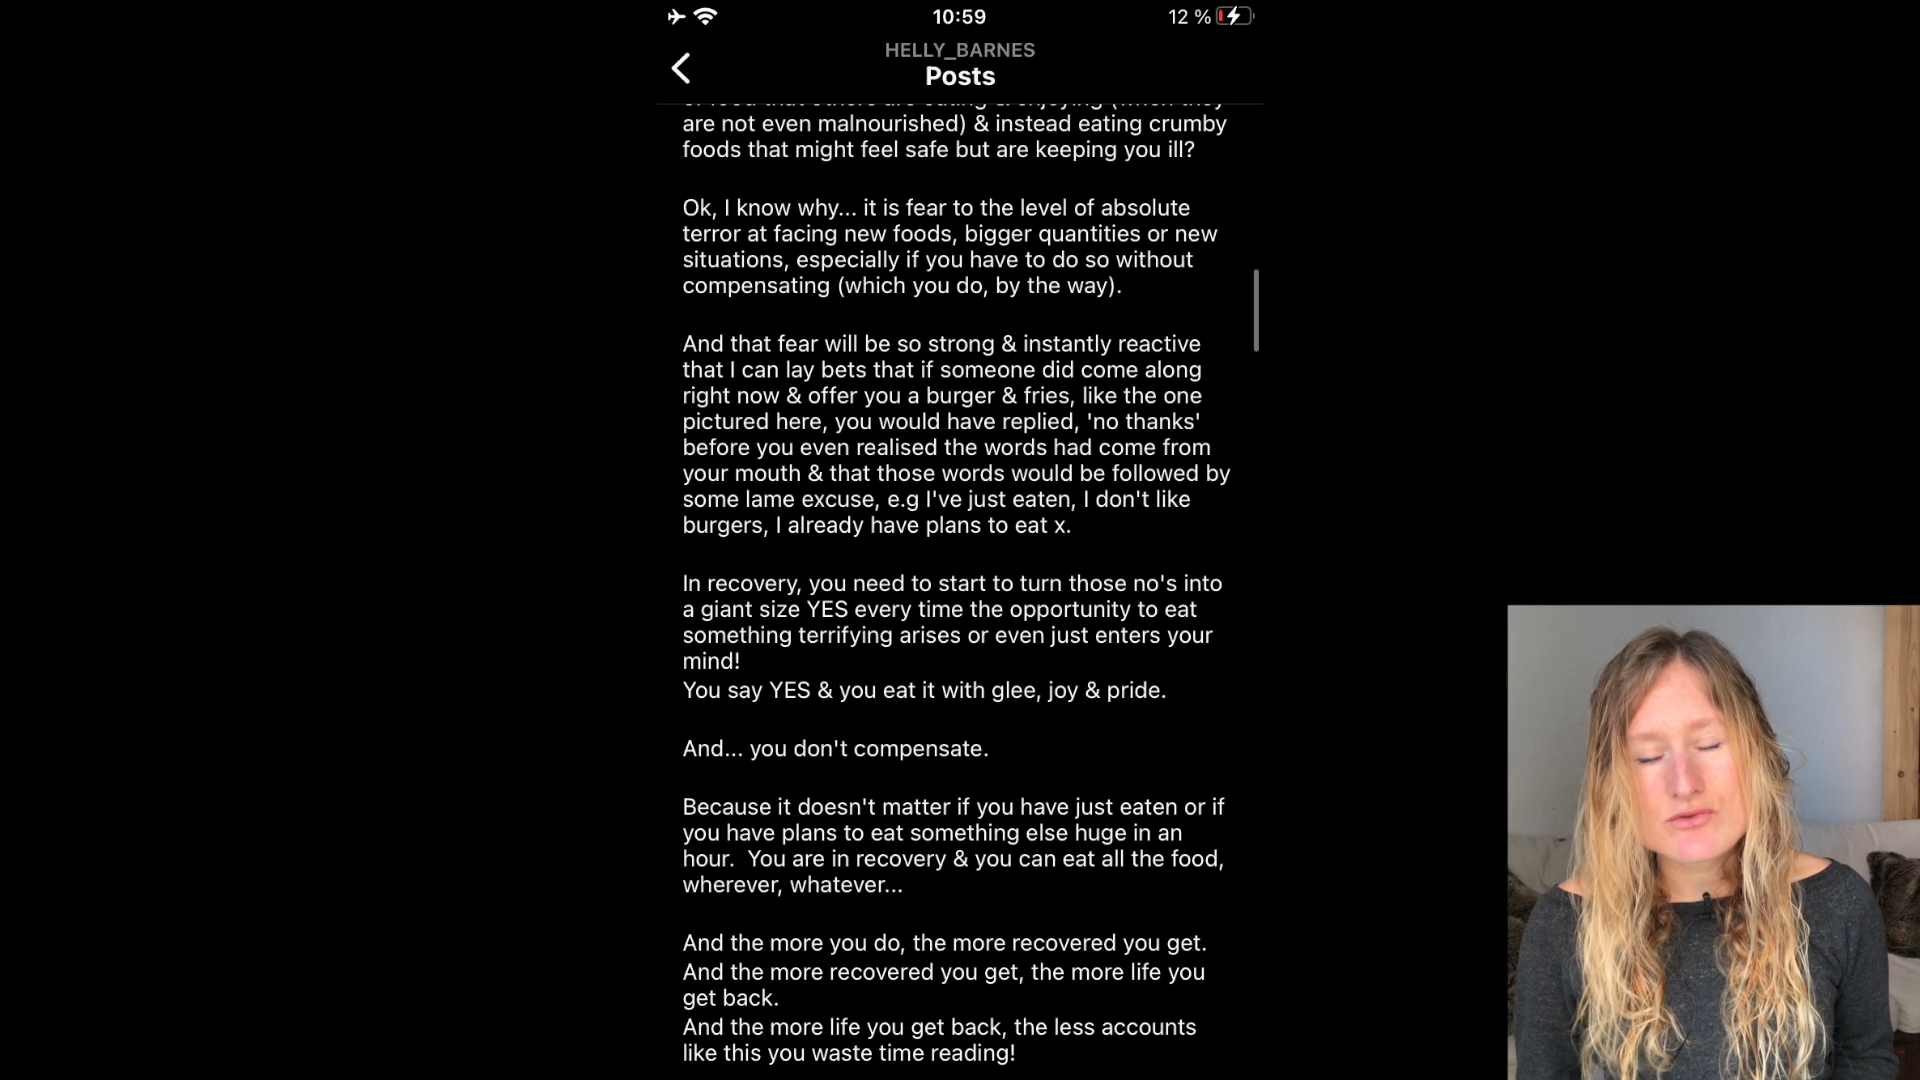 10:59
12 %
HELLY_BARNES
Posts
of food that others are eating & enjoying (when they
are not even malnourished) & instead eating crumby
foods that might feel safe but are keeping you ill?
Ok, I know why... it is fear to the level of absolute
terror at facing new foods, bigger quantities or new
situations, especially if you have to do so without
compensating (which you do, by the way).
And that fear will be so strong & instantly reactive
that I can lay bets that if someone did come along
right now & offer you a burger & fries, like the one
pictured here, you would have replied, 'no thanks'
before you even realised the words had come from
your mouth & that those words would be followed by
some lame excuse, e.g I've just eaten, I don't like
burgers, I already have plans to eat x.
In recovery, you need to start to turn those no's into
a giant size YES every time the opportunity to eat
something terrifying arises or even just enters your
mind!
You say YES & you eat it with glee, joy & pride.
And... you don't compensate.
Because it doesn't matter if you have just eaten or if
you have plans to eat something else huge in an
hour.  You are in recovery & you can eat all the food,
wherever, whatever...
And the more you do, the more recovered you get.
And the more recovered you get, the more life you
get back.
And the more life you get back, the less accounts
like this you waste time reading!